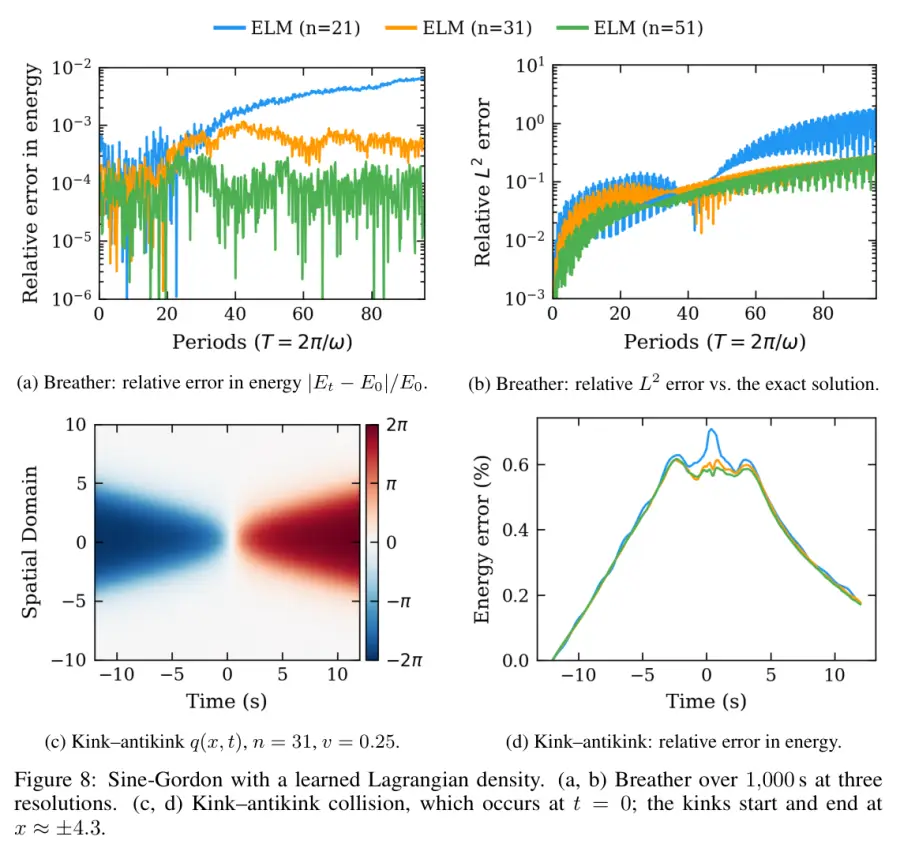 ELM (n=21) ELM (n=31) ELM (n=51)
Relative error in energy
10⁻²
10⁻³
10⁻⁴
10⁻⁵
10⁻⁶
0 20 40 60 80
Periods (T = 2π/ω)
(a) Breather: relative error in energy |E_t − E_0|/E_0.
Relative L² error
10¹
10⁰
10⁻¹
10⁻²
10⁻³
0 20 40 60 80
Periods (T = 2π/ω)
(b) Breather: relative L² error vs. the exact solution.
Spatial Domain
10
5
0
−5
−10
−10 −5 0 5 10
Time (s)
2π
π
0
−π
−2π
(c) Kink–antikink q(x, t), n = 31, v = 0.25.
Energy error (%)
0.6
0.4
0.2
0.0
−10 −5 0 5 10
Time (s)
(d) Kink–antikink: relative error in energy.
Figure 8: Sine-Gordon with a learned Lagrangian density. (a, b) Breather over 1,000 s at three
resolutions. (c, d) Kink–antikink collision, which occurs at t = 0; the kinks start and end at
x ≈ ±4.3.